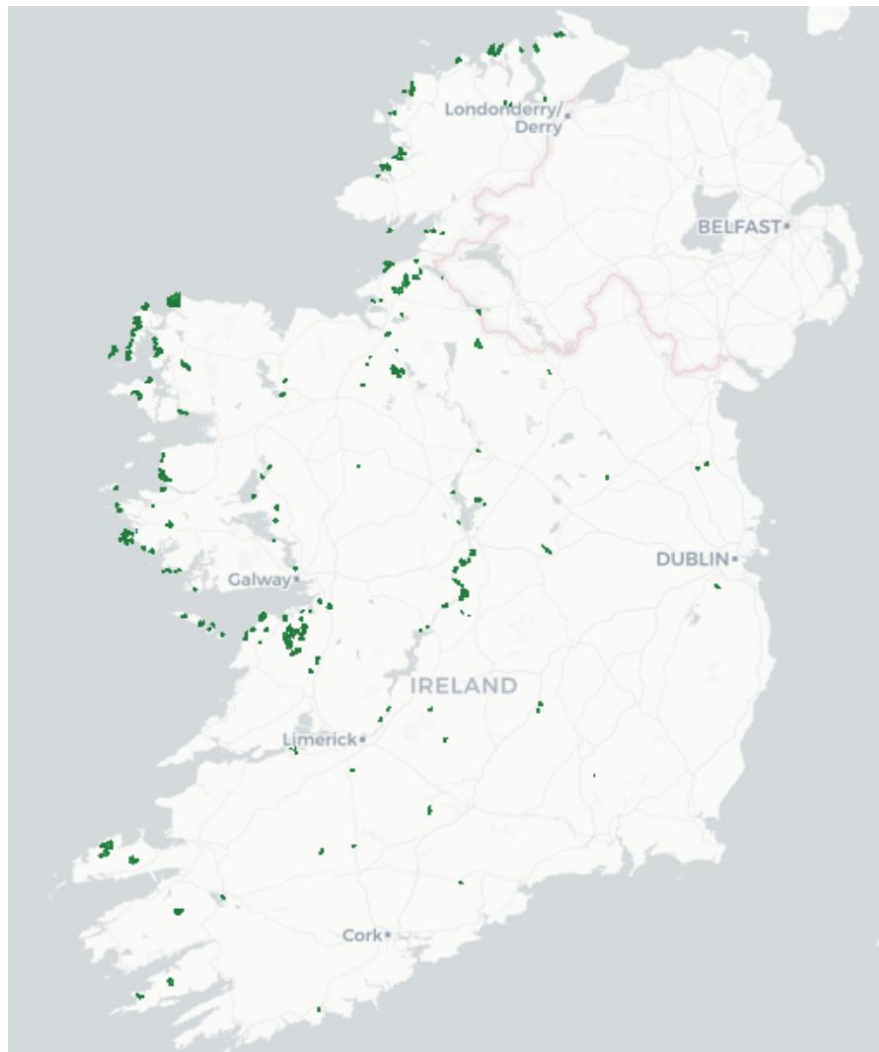 Londonderry/
Derry
BELFAST
Galway
DUBLIN
IRELAND
Limerick
Cork